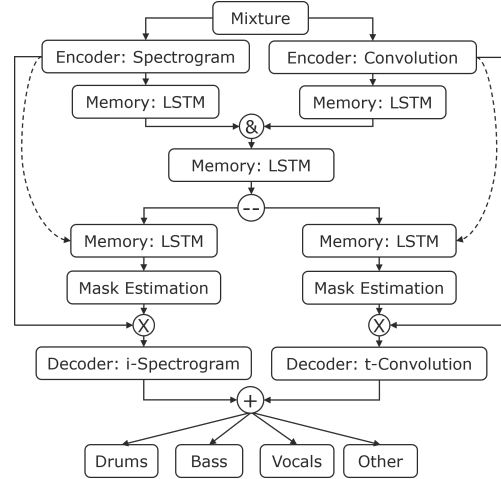 Mixture
Encoder: Spectrogram
Encoder: Convolution
Memory: LSTM
Memory: LSTM
&
Memory: LSTM
--
Memory: LSTM
Memory: LSTM
Mask Estimation
Mask Estimation
X
X
Decoder: i-Spectrogram
Decoder: t-Convolution
+
Drums
Bass
Vocals
Other